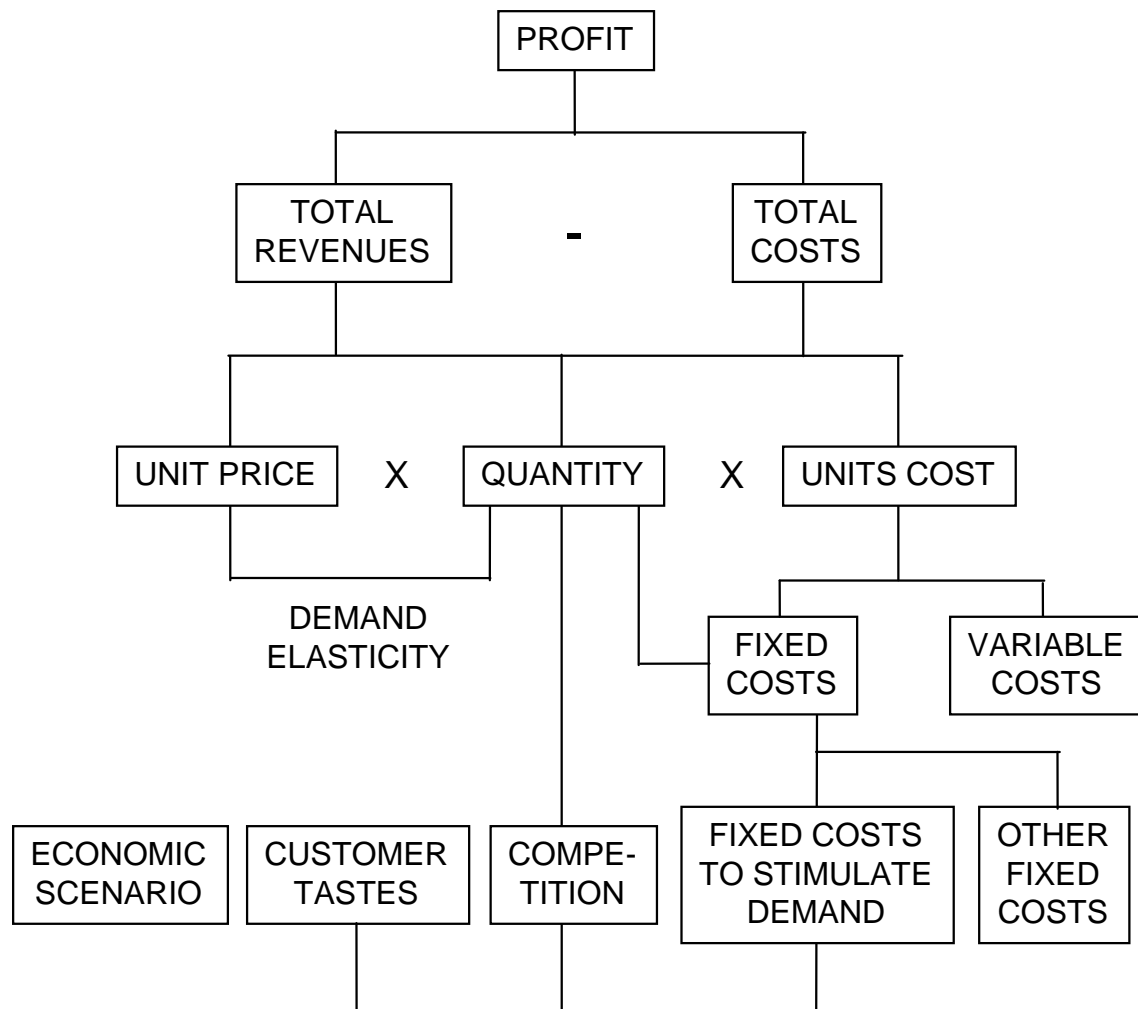 PROFIT
TOTAL
REVENUES
-
TOTAL
COSTS
UNIT PRICE
X
QUANTITY
X
UNITS COST
DEMAND
ELASTICITY
FIXED
COSTS
VARIABLE
COSTS
ECONOMIC
SCENARIO
CUSTOMER
TASTES
COMPE-
TITION
FIXED COSTS
TO STIMULATE
DEMAND
OTHER
FIXED
COSTS